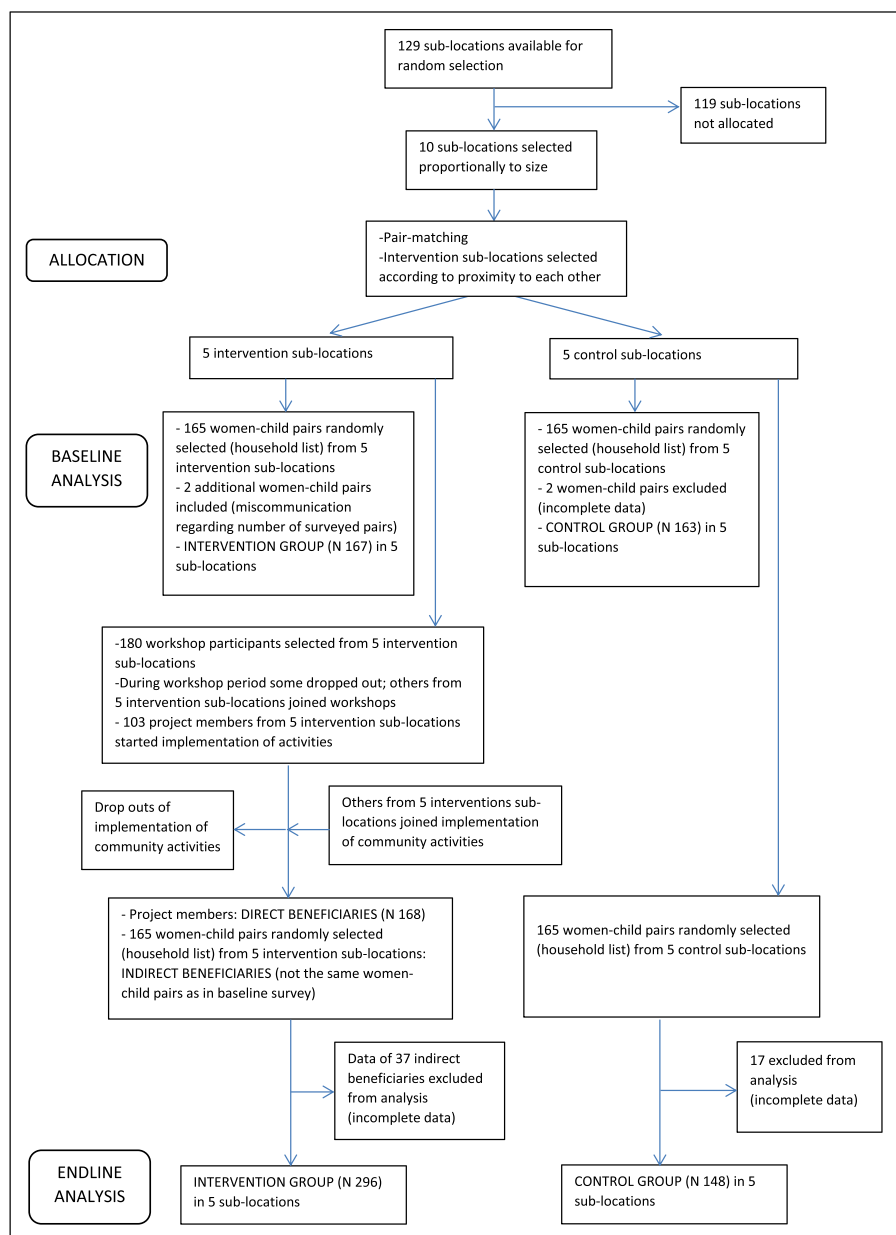 129 sub-locations available for
random selection
119 sub-locations
not allocated
10 sub-locations selected
proportionally to size
ALLOCATION
-Pair-matching
-Intervention sub-locations selected
according to proximity to each other
5 intervention sub-locations
5 control sub-locations
BASELINE
ANALYSIS
- 165 women-child pairs randomly
selected (household list) from 5
intervention sub-locations
- 2 additional women-child pairs
included (miscommunication
regarding number of surveyed pairs)
- INTERVENTION GROUP (N 167) in 5
sub-locations
- 165 women-child pairs randomly
selected (household list) from 5
control sub-locations
- 2 women-child pairs excluded
(incomplete data)
- CONTROL GROUP (N 163) in 5
sub-locations
-180 workshop participants selected from 5 intervention
sub-locations
-During workshop period some dropped out; others from
5 intervention sub-locations joined workshops
- 103 project members from 5 intervention sub-locations
started implementation of activities
Drop outs of
implementation of
community activities
Others from 5 interventions sub-
locations joined implementation
of community activities
- Project members: DIRECT BENEFICIARIES (N 168)
- 165 women-child pairs randomly selected
(household list) from 5 intervention sub-locations:
INDIRECT BENEFICIARIES (not the same women-
child pairs as in baseline survey)
165 women-child pairs randomly selected
(household list) from 5 control sub-locations
Data of 37 indirect
beneficiaries excluded
from analysis
(incomplete data)
17 excluded from
analysis
(incomplete data)
ENDLINE
ANALYSIS
INTERVENTION GROUP (N 296)
in 5 sub-locations
CONTROL GROUP (N 148) in 5
sub-locations